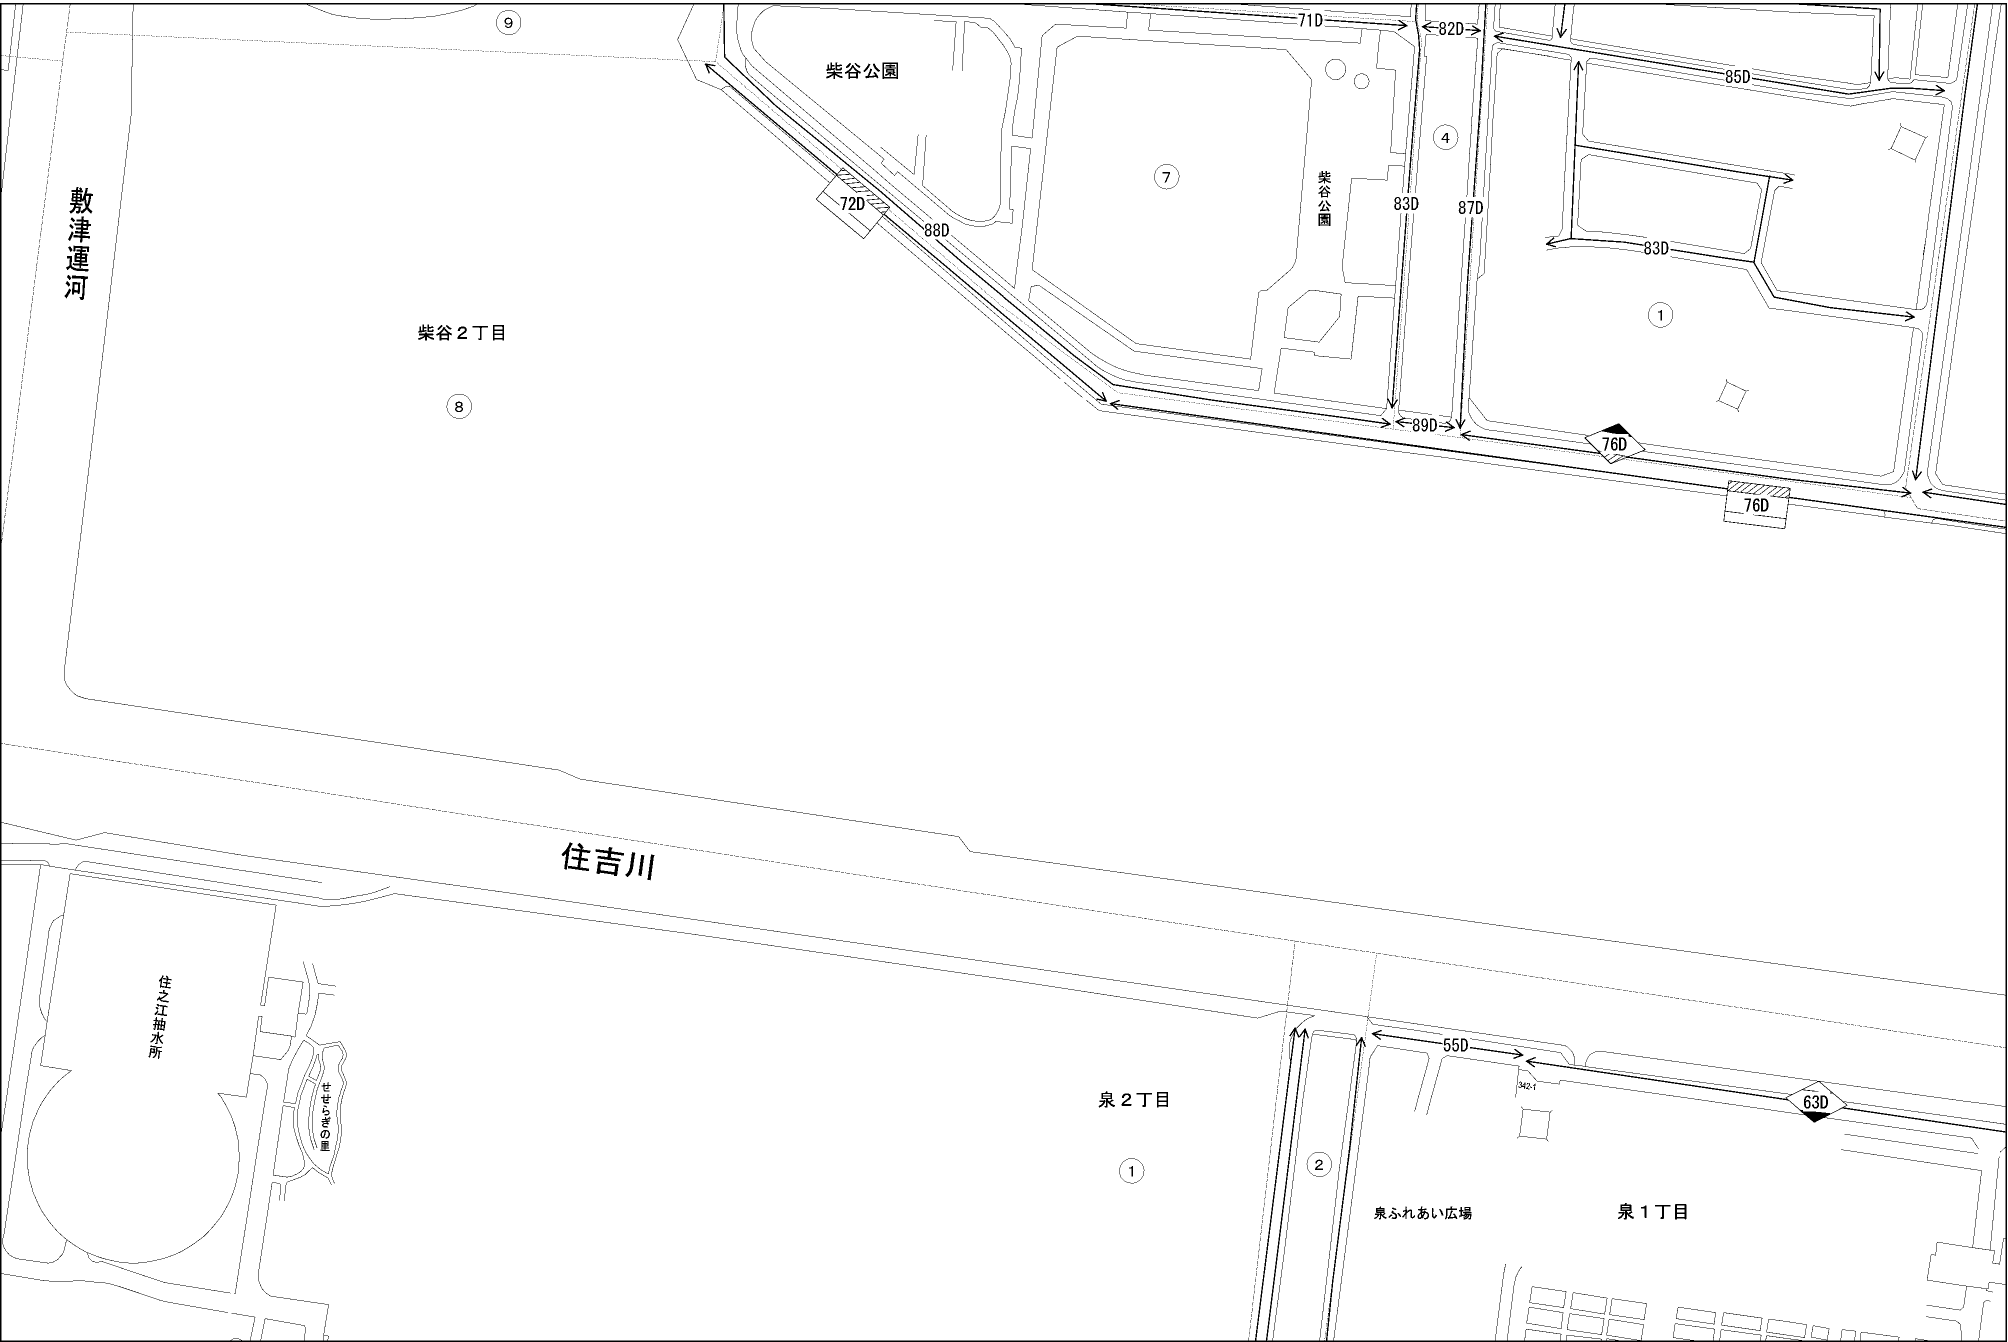 ⑨
71D
82D
柴谷公園
85D
④
⑦
柴谷公園
敷津運河
72D
88D
83D
87D
83D
①
柴谷2丁目
⑧
89D
76D
76D
住吉川
住之江抽水所
せせらぎの里
55D
342-1
63D
泉2丁目
①
②
泉ふれあい広場
泉1丁目